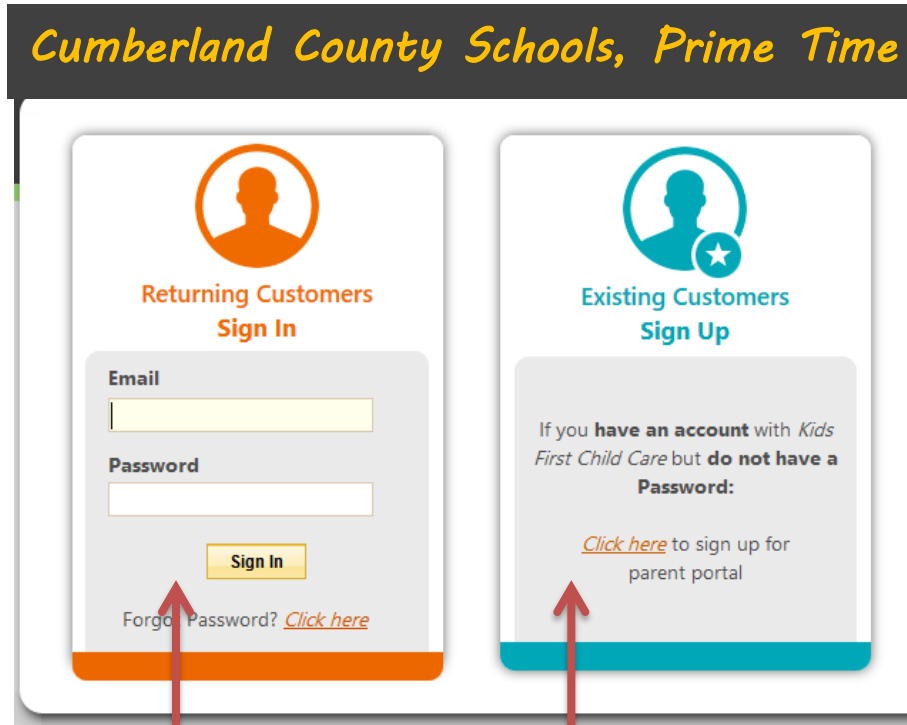 Cumberland County Schools, Prime Time
Returning Customers
Sign In
Email
Password
Sign In
Forgot Password? Click here
Existing Customers
Sign Up
If you have an account with Kids
First Child Care but do not have a
Password:
Click here to sign up for
parent portal